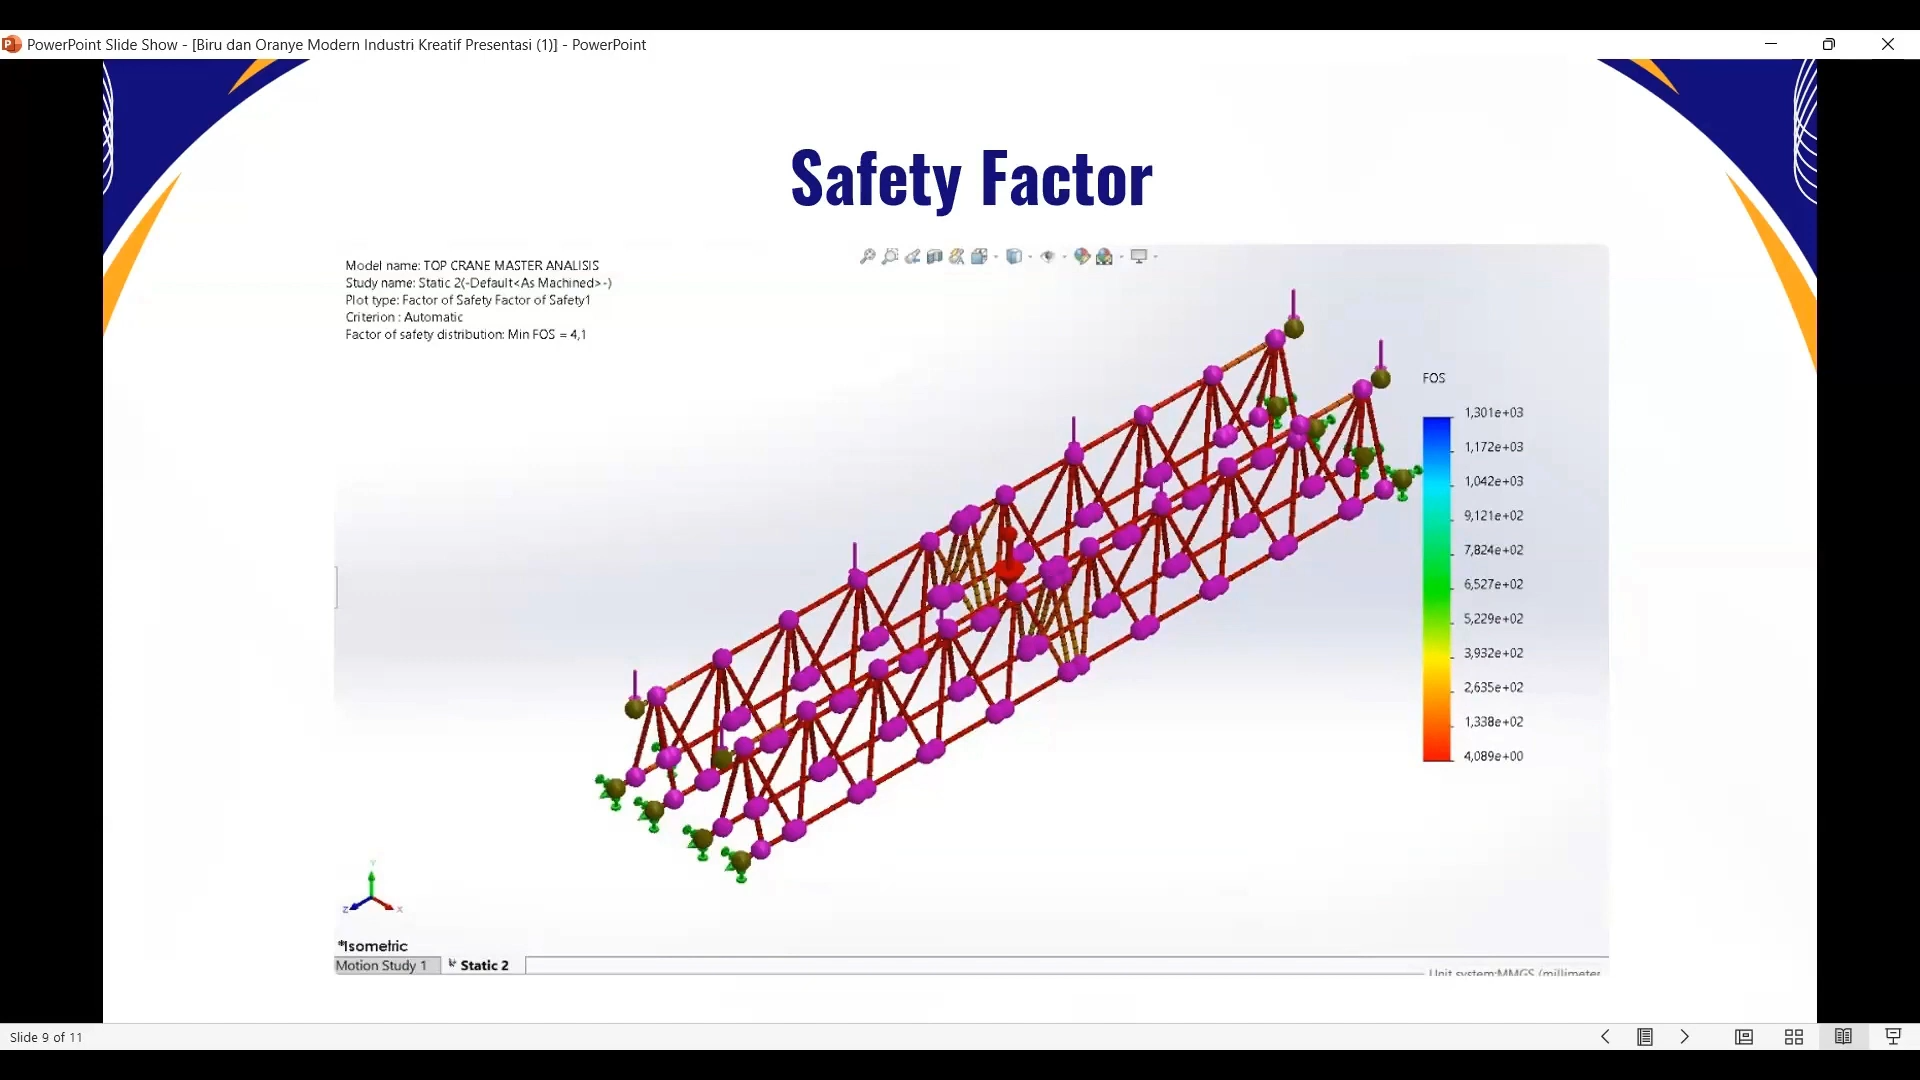 PowerPoint Slide Show - [Biru dan Oranye Modern Industri Kreatif Presentasi (1)] - PowerPoint
Safety Factor
Model name: TOP CRANE MASTER ANALISIS
Study name: Static 2(-Default<As Machined>-)
Plot type: Factor of Safety Factor of Safety1
Criterion : Automatic
Factor of safety distribution: Min FOS = 4,1
FOS
1,301e+03
1,172e+03
1,042e+03
9,121e+02
7,824e+02
6,527e+02
5,229e+02
3,932e+02
2,635e+02
1,338e+02
4,089e+00
Y
Z
X
*Isometric
Motion Study 1
Static 2
Unit system:MMGS (millimeter
Slide 9 of 11